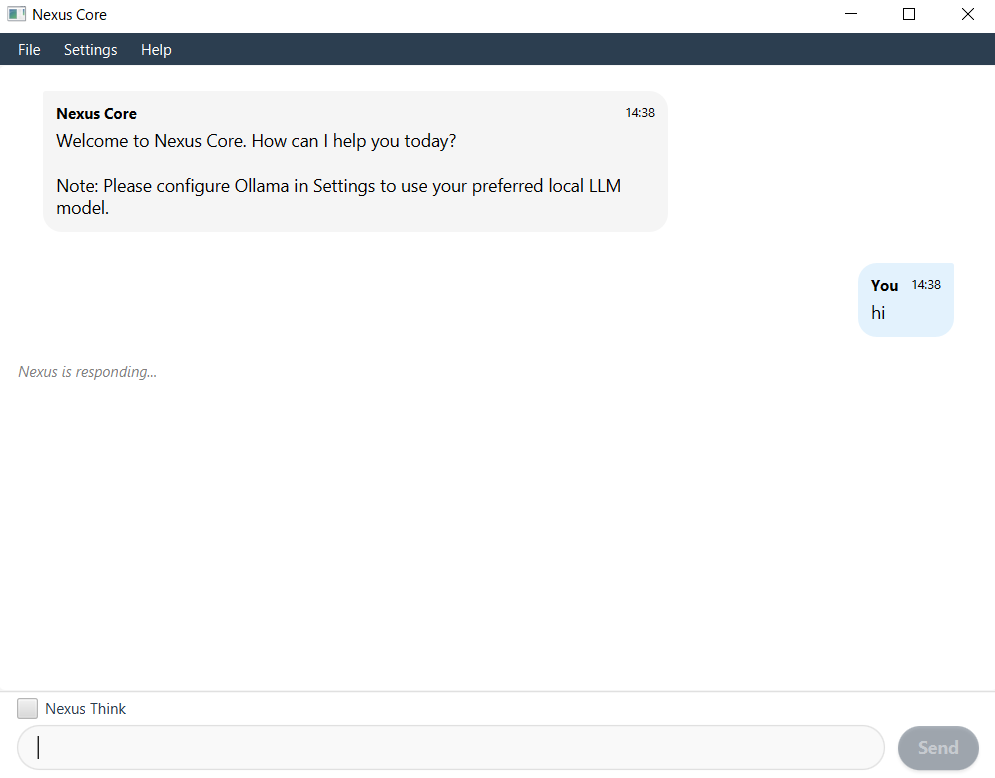 Nexus Core
File Settings Help
Nexus Core 14:38
Welcome to Nexus Core. How can I help you today?
Note: Please configure Ollama in Settings to use your preferred local LLM
model.
You 14:38
hi
Nexus is responding...
Nexus Think
Send